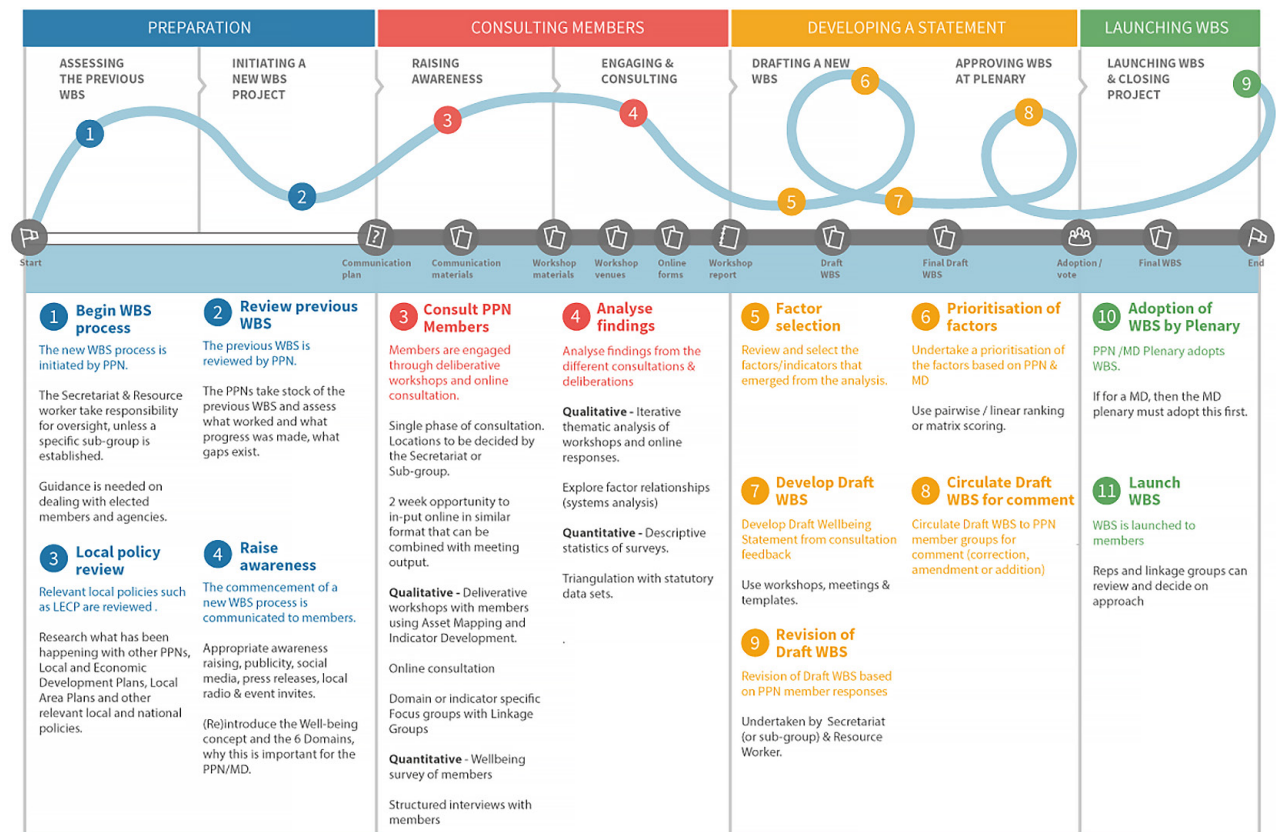 PREPARATION
CONSULTING MEMBERS
DEVELOPING A STATEMENT
LAUNCHING WBS
ASSESSING
THE PREVIOUS
WBS
INITIATING A
NEW WBS
PROJECT
RAISING
AWARENESS
ENGAGING &
CONSULTING
DRAFTING A NEW
WBS
APPROVING WBS
AT PLENARY
LAUNCHING WBS
& CLOSING
PROJECT
1
2
3
4
5
6
7
8
9
Start
Communication
plan
Communication
materials
Workshop
materials
Workshop
venues
Online
forms
Workshop
report
Draft
WBS
Final Draft
WBS
Adoption /
vote
Final WBS
End
1 Begin WBS
process
The new WBS process is
initiated by PPN.
The Secretariat & Resource
worker take responsibility
for oversight, unless a
specific sub-group is
established.
Guidance is needed on
dealing with elected
members and agencies.
3 Local policy
review
Relevant local policies such
as LECP are reviewed .
Research what has been
happening with other PPNs,
Local and Economic
Development Plans, Local
Area Plans and other
relevant local and national
policies.
2 Review previous
WBS
The previous WBS is
reviewed by PPN.
The PPNs take stock of the
previous WBS and assess
what worked and what
progress was made, what
gaps exist.
4 Raise
awareness
The commencement of a
new WBS process is
communicated to members.
Appropriate awareness
raising, publicity, social
media, press releases, local
radio & event invites.
(Re)introduce the Well-being
concept and the 6 Domains,
why this is important for the
PPN/MD.
3 Consult PPN
Members
Members are engaged
through deliberative
workshops and online
consultation.
Single phase of consultation.
Locations to be decided by
the Secretariat or
Sub-group.
2 week opportunity to
in-put online in similar
format that can be
combined with meeting
output.
Qualitative - Deliverative
workshops with members
using Asset Mapping and
Indicator Development.
Online consultation
Domain or indicator specific
Focus groups with Linkage
Groups
Quantitative - Wellbeing
survey of members
Structured interviews with
members
4 Analyse
findings
Analyse findings from the
different consultations &
deliberations
Qualitative - Iterative
thematic analysis of
workshops and online
responses.
Explore factor relationships
(systems analysis)
Quantitative - Descriptive
statistics of surveys.
Triangulation with statutory
data sets.
.
5 Factor
selection
Review and select the
factors/indicators that
emerged from the analysis.
7 Develop Draft
WBS
Develop Draft Wellbeing
Statement from consultation
feedback
Use workshops, meetings &
templates.
9 Revision of
Draft WBS
Revision of Draft WBS based
on PPN member responses
Undertaken by Secretariat
(or sub-group) & Resource
Worker.
6 Prioritisation of
factors
Undertake a prioritisation of
the factors based on PPN &
MD
Use pairwise / linear ranking
or matrix scoring.
8 Circulate Draft
WBS for comment
Circulate Draft WBS to PPN
member groups for
comment (correction,
amendment or addition)
10 Adoption of
WBS by Plenary
PPN /MD Plenary adopts
WBS.
If for a MD, then the MD
plenary must adopt this first.
11 Launch
WBS
WBS is launched to
members
Reps and linkage groups can
review and decide on
approach